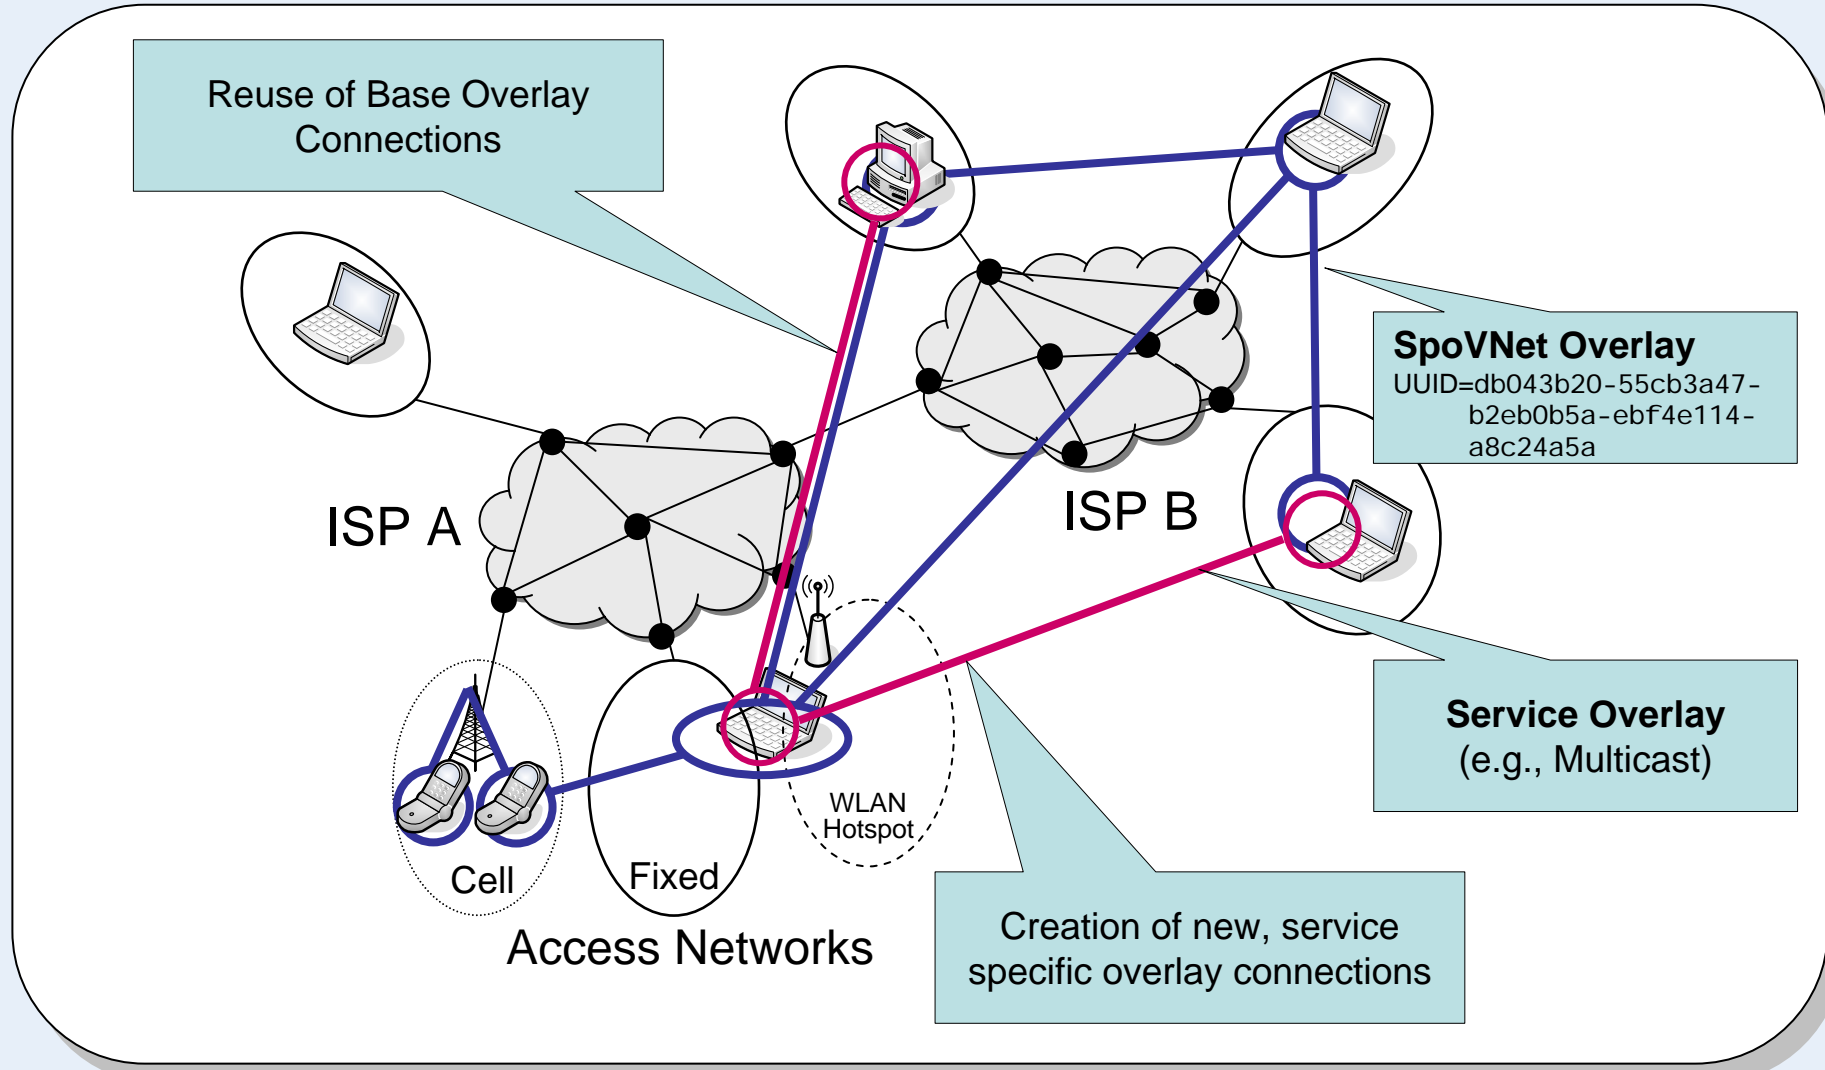 Reuse of Base Overlay
Connections
SpoVNet Overlay
UUID=db043b20-55cb3a47-
b2eb0b5a-ebf4e114-
a8c24a5a
ISP A
ISP B
Service Overlay
(e.g., Multicast)
WLAN
Hotspot
Cell
Fixed
Access Networks
Creation of new, service
specific overlay connections